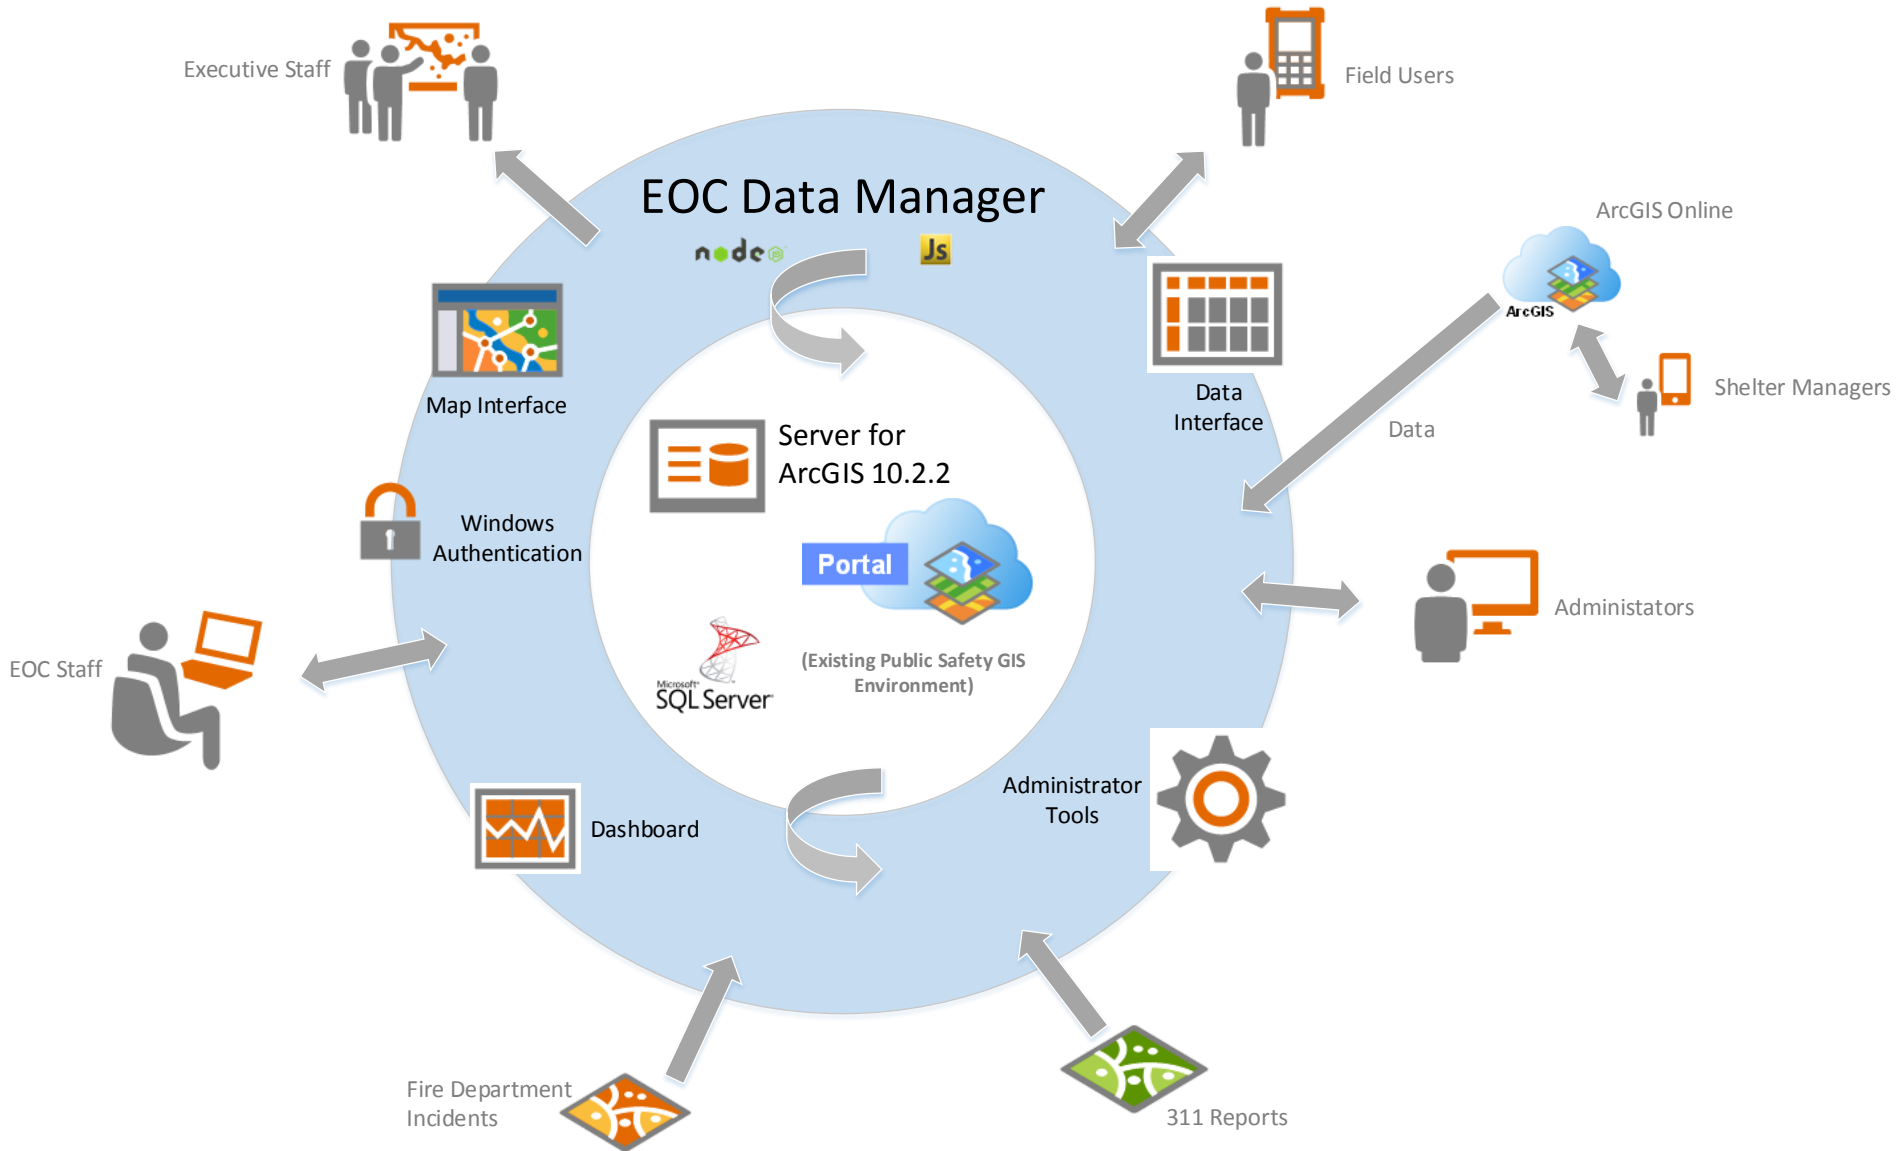 Executive Staff
Field Users
EOC Data Manager
node
JS
Js
ArcGIS Online
ArcGIS
Map Interface
Data
Interface
Shelter Managers
Data
Server for
ArcGIS 10.2.2
Windows
Authentication
Portal
Administators
EOC Staff
(Existing Public Safety GIS
Environment)
Microsoft®
SQL Server®
Administrator
Tools
Dashboard
Fire Department
Incidents
311 Reports